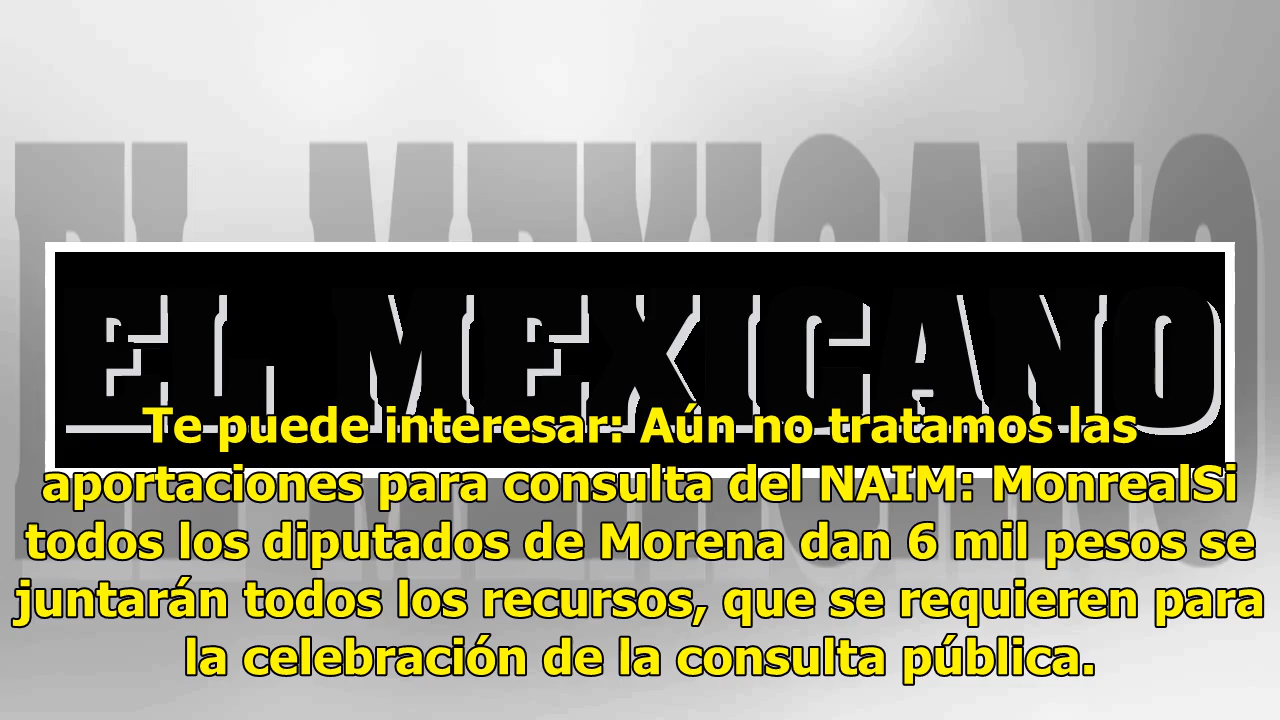 EL MEXICANO
EL MEXICANO
Te puede interesar: Aún no tratamos las
aportaciones para consulta del NAIM: MonrealSi
todos los diputados de Morena dan 6 mil pesos se
juntarán todos los recursos, que se requieren para
la celebración de la consulta pública.